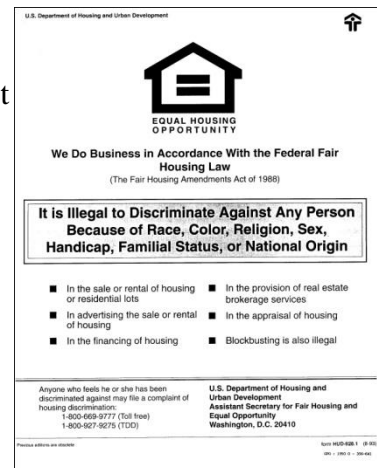 U.S. Department of Housing and Urban Development
t
EQUAL HOUSING
OPPORTUNITY
We Do Business in Accordance With the Federal Fair
Housing Law
(The Fair Housing Amendments Act of 1988)
It is Illegal to Discriminate Against Any Person
Because of Race, Color, Religion, Sex,
Handicap, Familial Status, or National Origin
In the sale or rental of housing
or residential lots
In advertising the sale or rental
of housing
In the financing of housing
In the provision of real estate
brokerage services
In the appraisal of housing
Blockbusting is also illegal
Anyone who feels he or she has been
discriminated against may file a complaint of
housing discrimination:
1-800-669-9777 (Toll free)
1-800-927-9275 (TDD)
U.S. Department of Housing and
Urban Development
Assistant Secretary for Fair Housing and
Equal Opportunity
Washington, D.C. 20410
Previous editions are obsolete
form HUD-928.1